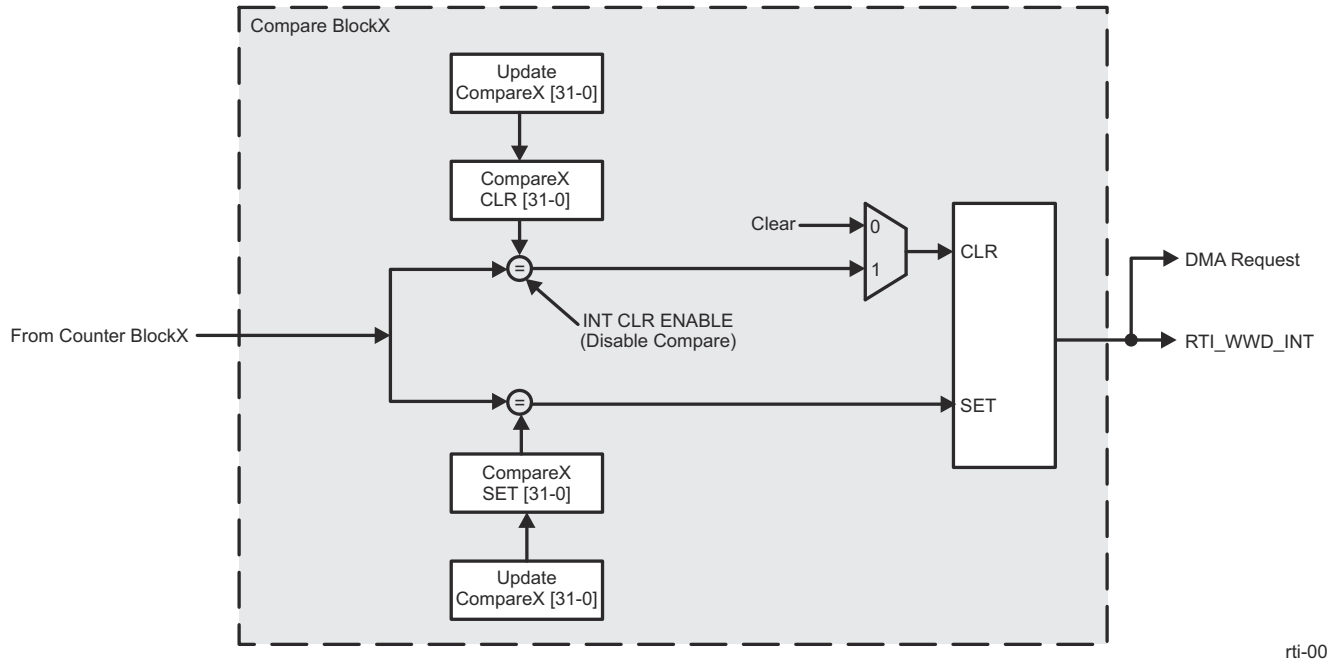 Compare BlockX
Update
CompareX [31-0]
CompareX
CLR [31-0]
Clear
0
1
CLR
=
DMA Request
INT CLR ENABLE
(Disable Compare)
From Counter BlockX
RTI_WWD_INT
=
SET
CompareX
SET [31-0]
Update
CompareX [31-0]
rti-00